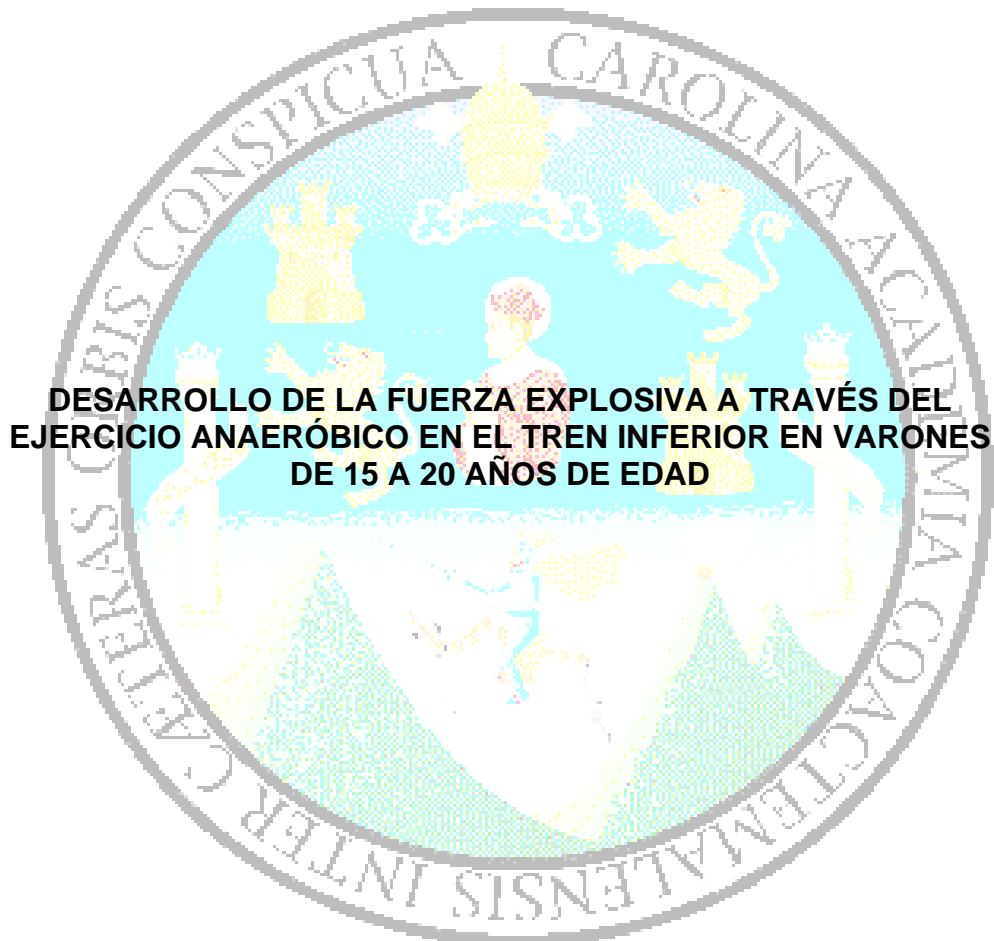 CAETERAS ORBIS CONSPICUA CAROLINA ACADEMIA COACTEMALENSIS INTER
DESARROLLO DE LA FUERZA EXPLOSIVA A TRAVÉS DEL
EJERCICIO ANAERÓBICO EN EL TREN INFERIOR EN VARONES
DE 15 A 20 AÑOS DE EDAD